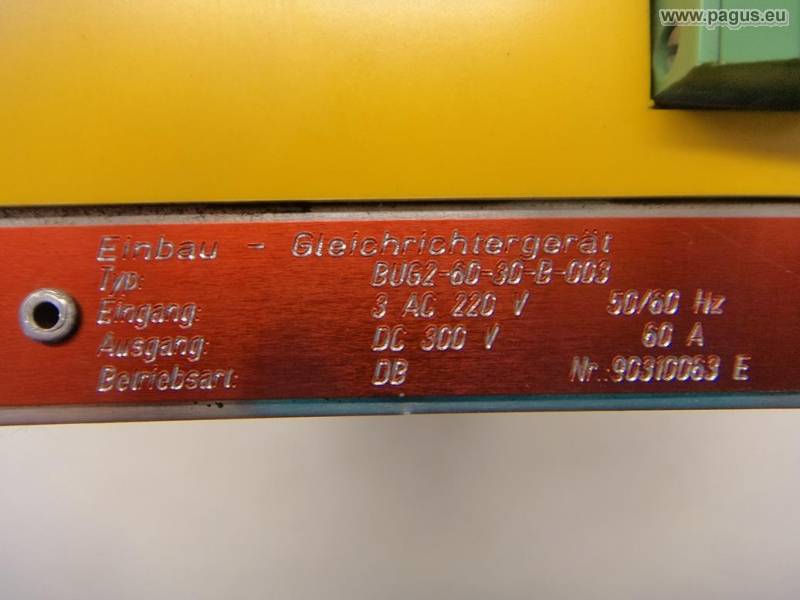 www.pagus.eu
Einbau - Gleichrichtergerät
Typ: BUG2-60-30-B-003
Eingang: 3 AC 220 V 50/60 Hz
Ausgang: DC 300 V 60 A
Betriebsart: DB Nr.: 90310063 E